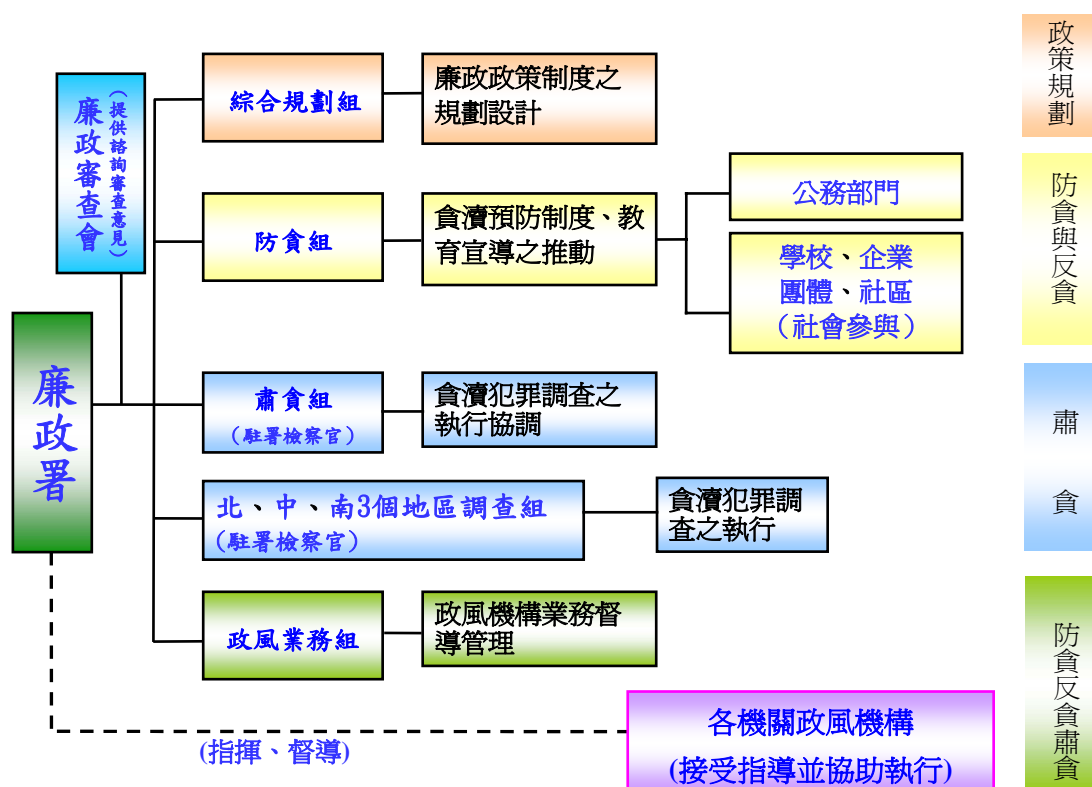 廉政署
廉政審查會
（提供諮詢審查意見）
綜合規劃組
廉政政策制度之
規劃設計
防貪組
貪瀆預防制度、教
育宣導之推動
公務部門
學校、企業
團體、社區
（社會參與）
肅貪組
（駐署檢察官）
貪瀆犯罪調查之
執行協調
北、中、南3個地區調查組
（駐署檢察官）
貪瀆犯罪調
查之執行
政風業務組
政風機構業務督
導管理
(指揮、督導)
各機關政風機構
(接受指導並協助執行)
政策規劃
防貪與反貪
肅貪
防貪反貪肅貪